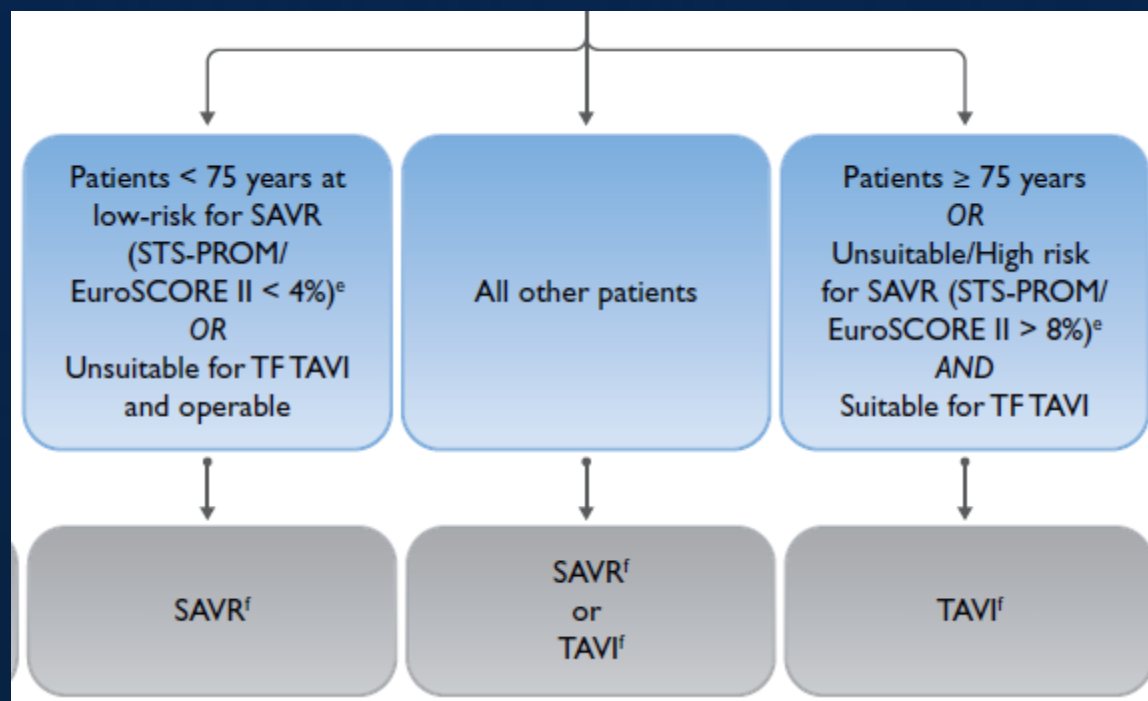 Patients < 75 years at
low-risk for SAVR
(STS-PROM/
EuroSCORE II < 4%)ᵉ
OR
Unsuitable for TF TAVI
and operable
All other patients
Patients ≥ 75 years
OR
Unsuitable/High risk
for SAVR (STS-PROM/
EuroSCORE II > 8%)ᵉ
AND
Suitable for TF TAVI
SAVRᶠ
SAVRᶠ
or
TAVIᶠ
TAVIᶠ